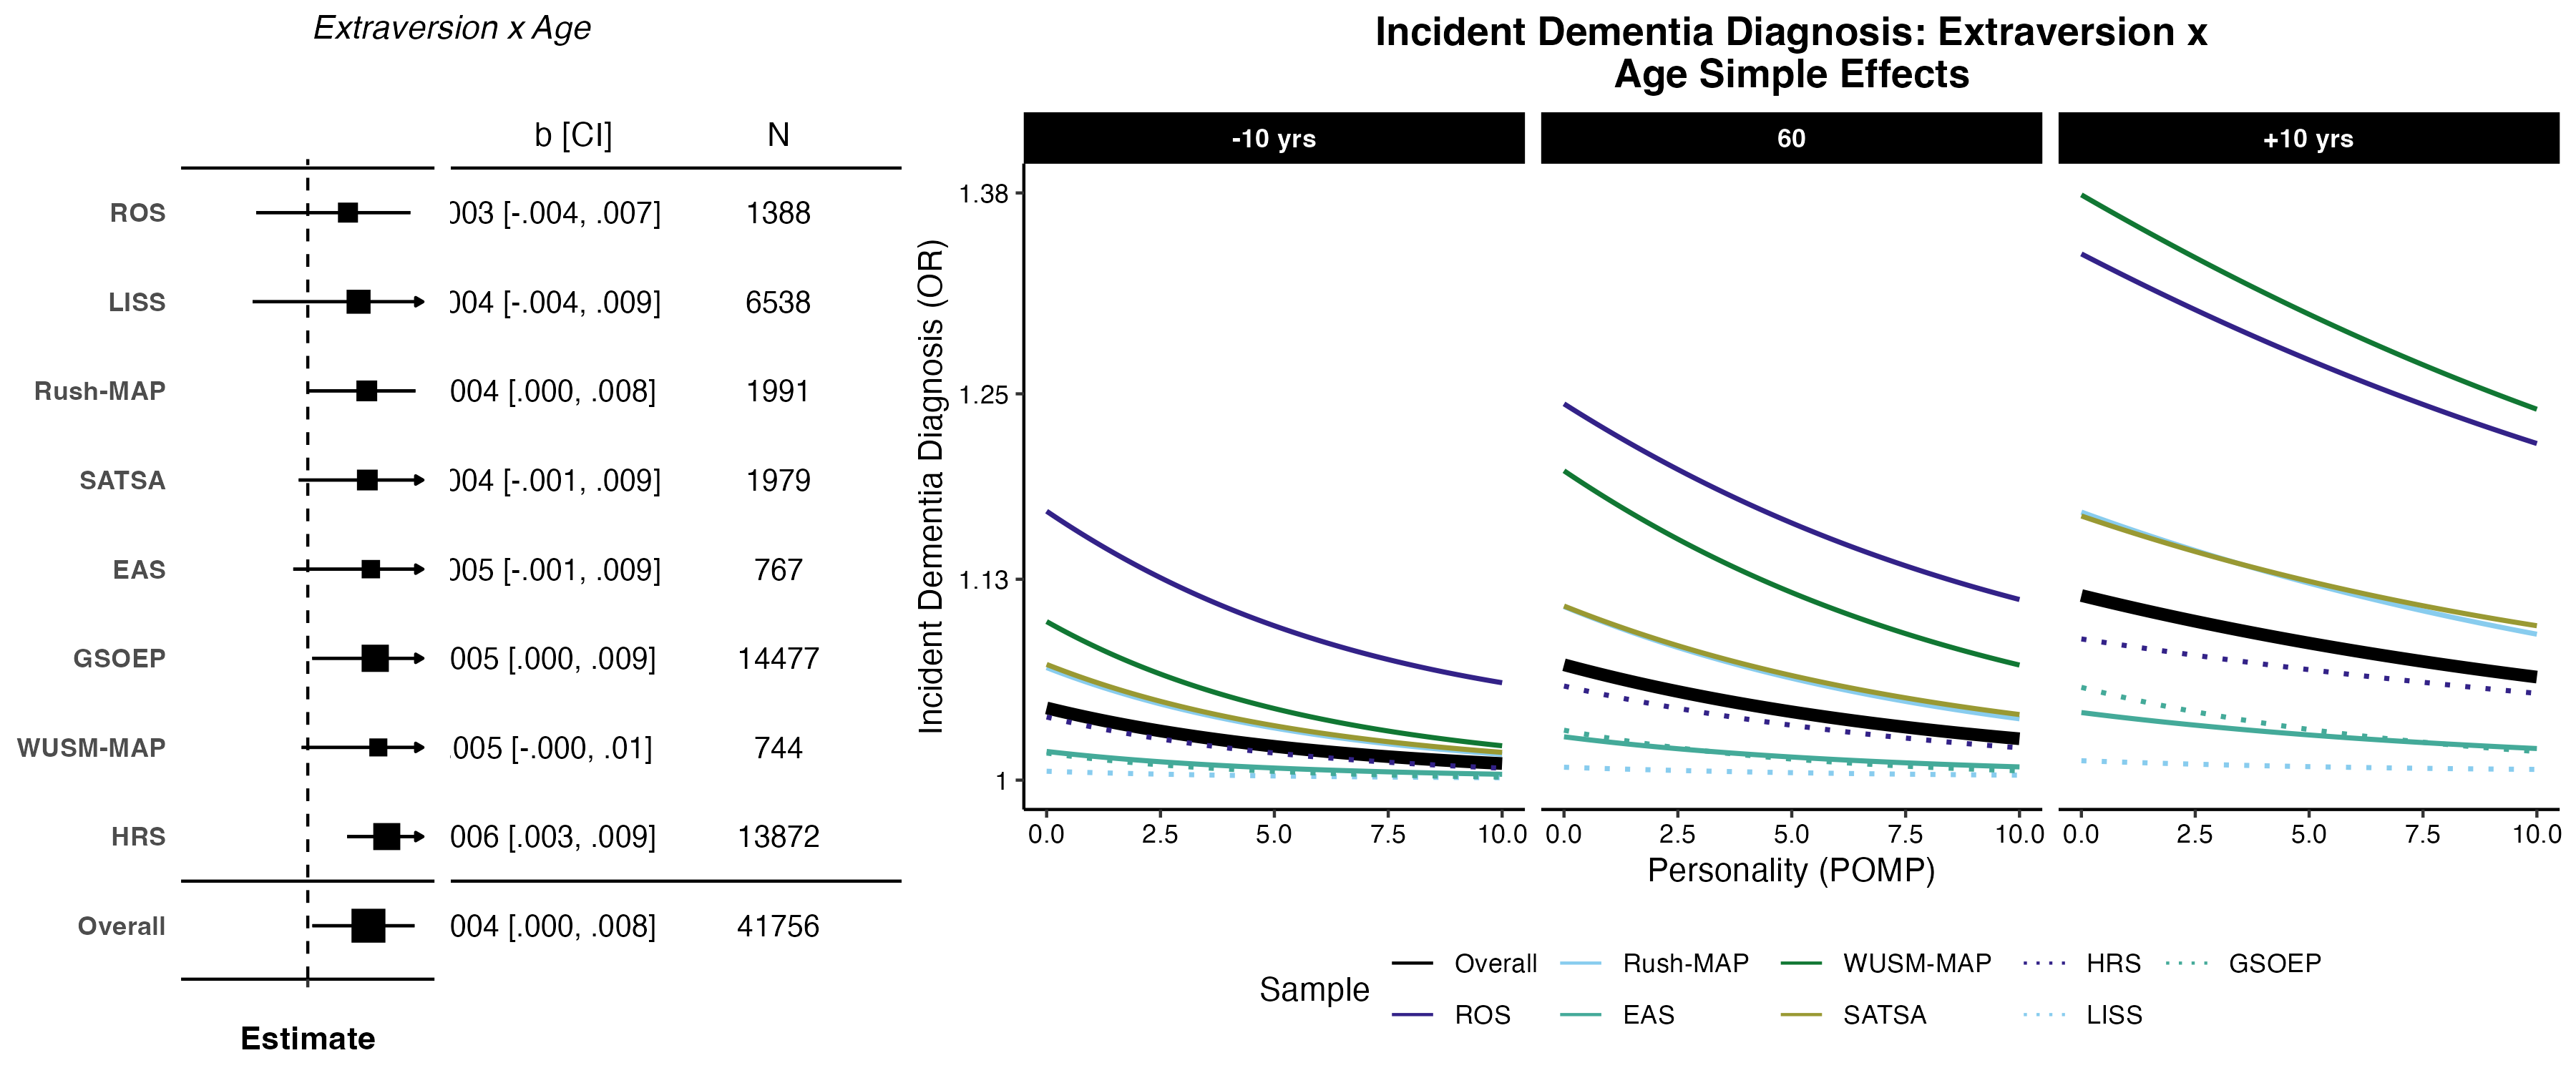 Extraversion x Age
b [CI] N
ROS 003 [-.004, .007] 1388
LISS 004 [-.004, .009] 6538
Rush-MAP 004 [.000, .008] 1991
SATSA 004 [-.001, .009] 1979
EAS 005 [-.001, .009] 767
GSOEP 005 [.000, .009] 14477
WUSM-MAP .005 [-.000, .01] 744
HRS 006 [.003, .009] 13872
Overall 004 [.000, .008] 41756
Estimate
Incident Dementia Diagnosis: Extraversion x
Age Simple Effects
-10 yrs 60 +10 yrs
Incident Dementia Diagnosis (OR)
1.38
1.25
1.13
1
0.0 2.5 5.0 7.5 10.0 0.0 2.5 5.0 7.5 10.0 0.0 2.5 5.0 7.5 10.0
Personality (POMP)
Sample
Overall Rush-MAP WUSM-MAP HRS GSOEP
ROS EAS SATSA LISS